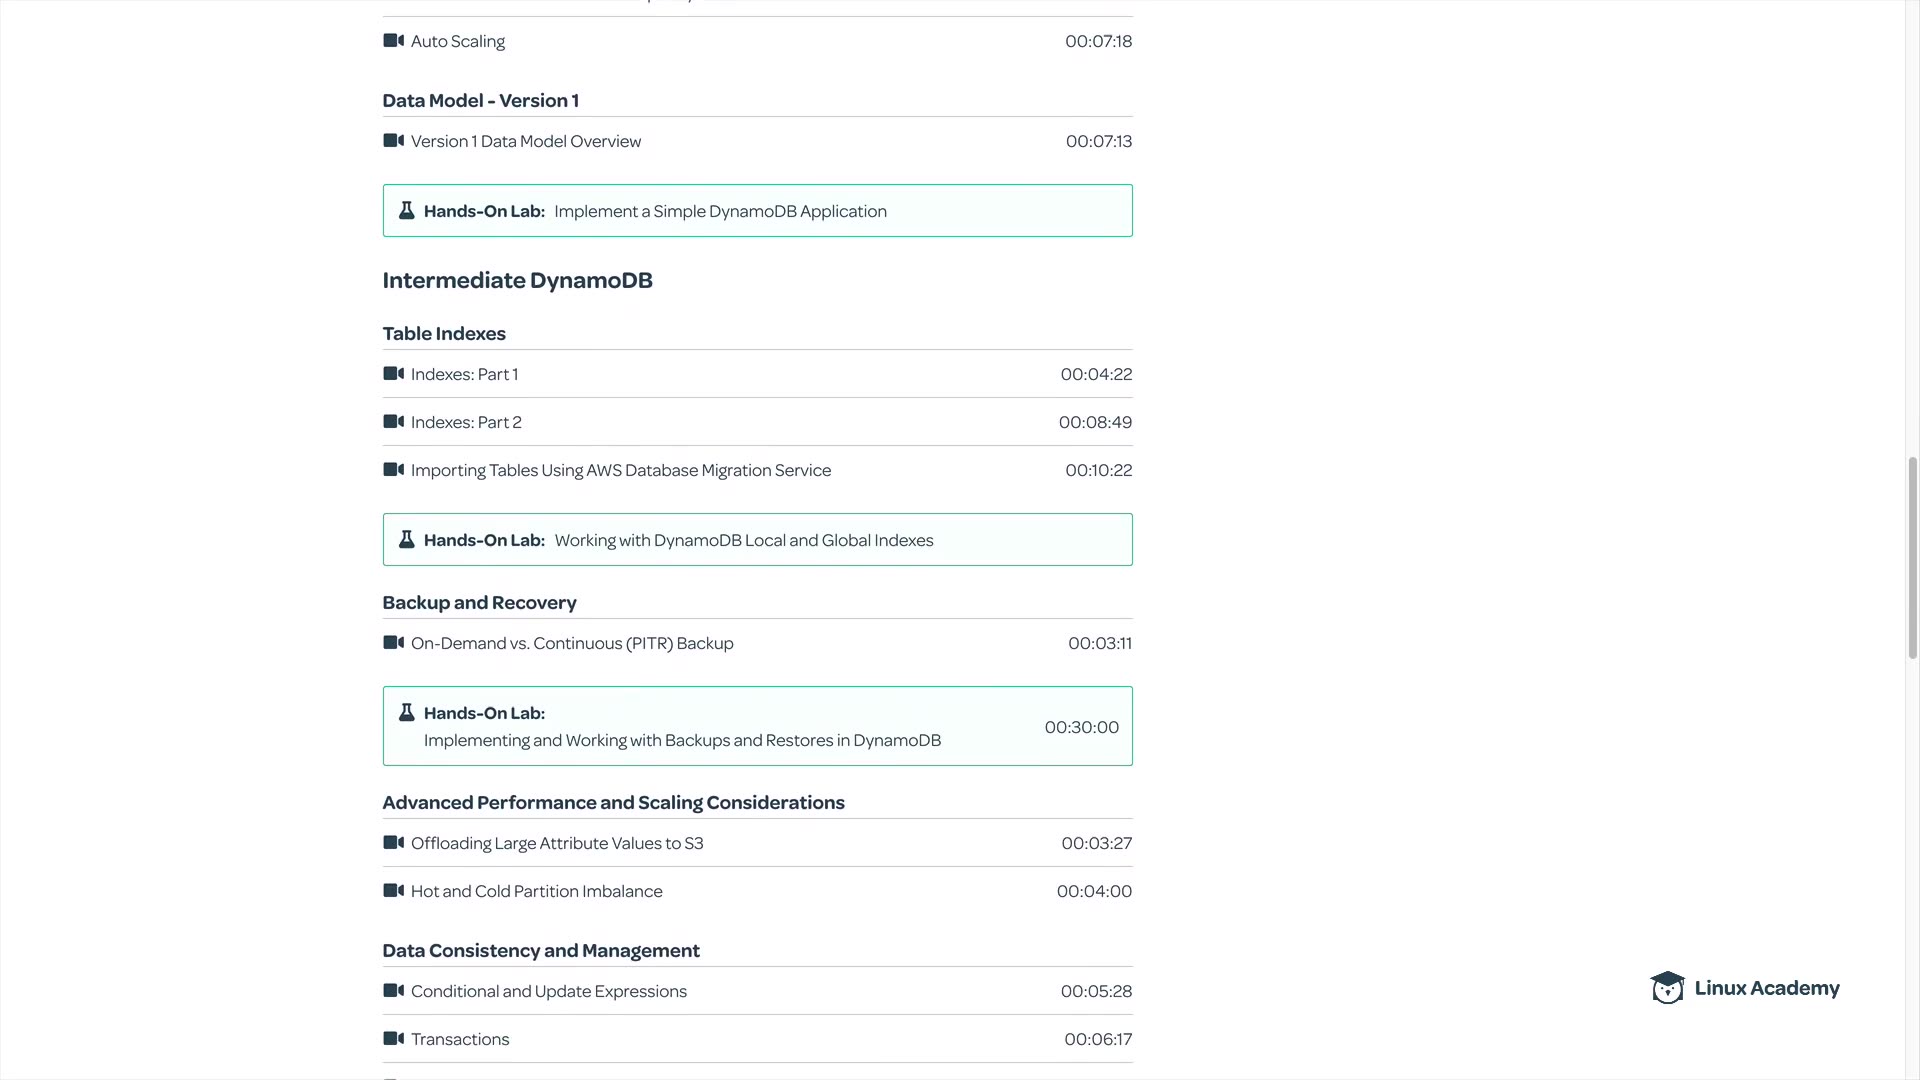 Auto Scaling 00:07:18
Data Model - Version 1
Version 1 Data Model Overview 00:07:13
Hands-On Lab: Implement a Simple DynamoDB Application
Intermediate DynamoDB
Table Indexes
Indexes: Part 1 00:04:22
Indexes: Part 2 00:08:49
Importing Tables Using AWS Database Migration Service 00:10:22
Hands-On Lab: Working with DynamoDB Local and Global Indexes
Backup and Recovery
On-Demand vs. Continuous (PITR) Backup 00:03:11
Hands-On Lab:
Implementing and Working with Backups and Restores in DynamoDB 00:30:00
Advanced Performance and Scaling Considerations
Offloading Large Attribute Values to S3 00:03:27
Hot and Cold Partition Imbalance 00:04:00
Data Consistency and Management
Conditional and Update Expressions 00:05:28
Transactions 00:06:17
Linux Academy